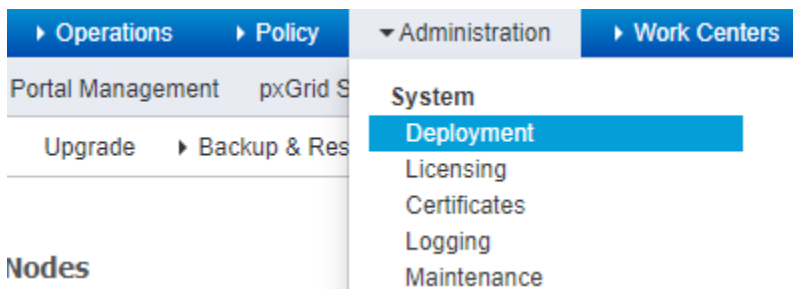 Operations Policy Administration Work Centers
Portal Management pxGrid S
System
Deployment
Upgrade Backup & Res
Licensing
Certificates
Logging
Nodes
Maintenance